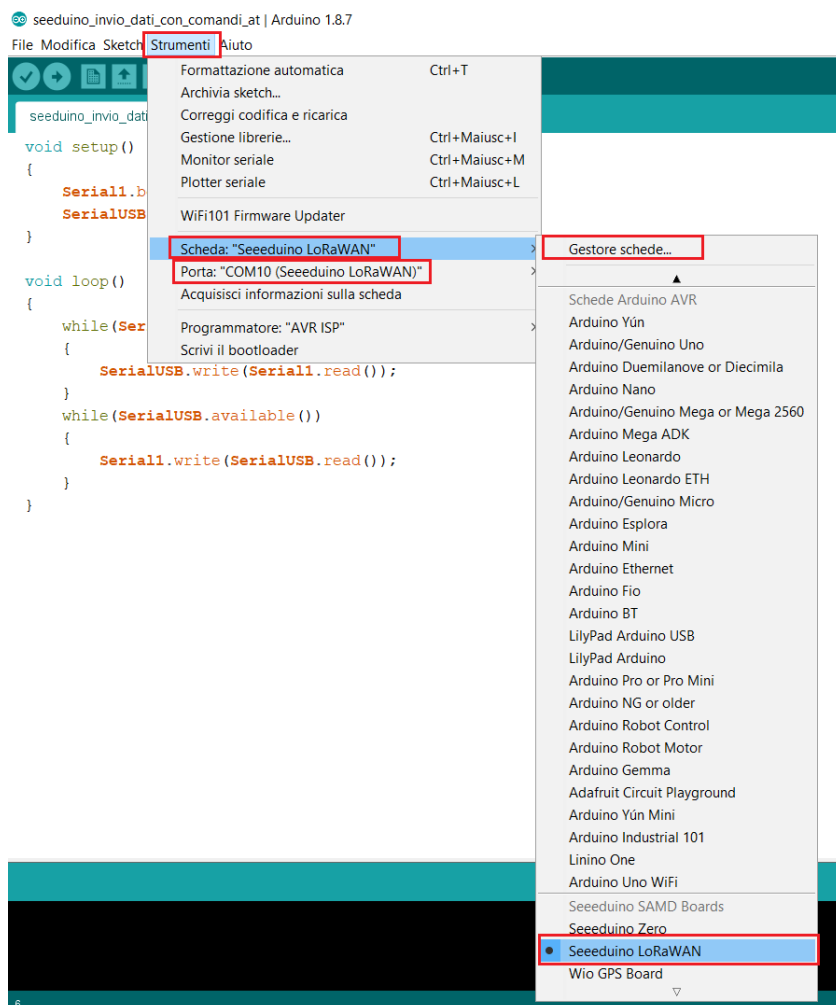 seeduino_invio_dati_con_comandi_at | Arduino 1.8.7
File Modifica Sketch Strumenti Aiuto
seeduino_invio_dati
Formattazione automatica Ctrl+T
Archivia sketch...
Correggi codifica e ricarica
Gestione librerie... Ctrl+Maiusc+I
Monitor seriale Ctrl+Maiusc+M
Plotter seriale Ctrl+Maiusc+L
WiFi101 Firmware Updater
Scheda: "Seeeduino LoRaWAN"
Porta: "COM10 (Seeeduino LoRaWAN)"
Acquisisci informazioni sulla scheda
Programmatore: "AVR ISP"
Scrivi il bootloader
void setup()
{
Serial1.b
SerialUSB
}
void loop()
{
while(Ser
{
SerialUSB.write(Serial1.read());
}
while(SerialUSB.available())
{
Serial1.write(SerialUSB.read());
}
}
Gestore schede...
Schede Arduino AVR
Arduino Yún
Arduino/Genuino Uno
Arduino Duemilanove or Diecimila
Arduino Nano
Arduino/Genuino Mega or Mega 2560
Arduino Mega ADK
Arduino Leonardo
Arduino Leonardo ETH
Arduino/Genuino Micro
Arduino Esplora
Arduino Mini
Arduino Ethernet
Arduino Fio
Arduino BT
LilyPad Arduino USB
LilyPad Arduino
Arduino Pro or Pro Mini
Arduino NG or older
Arduino Robot Control
Arduino Robot Motor
Arduino Gemma
Adafruit Circuit Playground
Arduino Yún Mini
Arduino Industrial 101
Linino One
Arduino Uno WiFi
Seeeduino SAMD Boards
Seeeduino Zero
Seeeduino LoRaWAN
Wio GPS Board
6